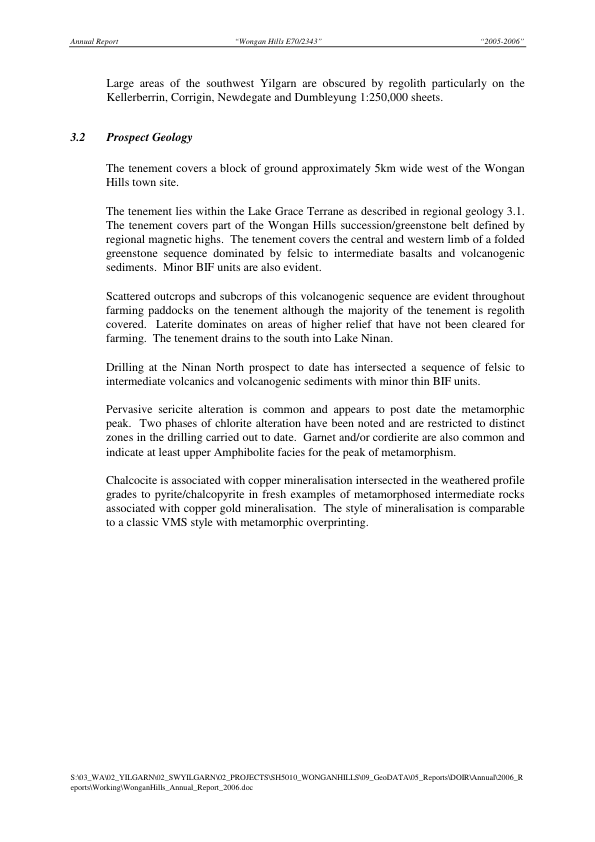 Annual Report "Wongan Hills E70/2343" "2005-2006"
Large areas of the southwest Yilgarn are obscured by regolith particularly on the
Kellerberrin, Corrigin, Newdegate and Dumbleyung 1:250,000 sheets.
3.2 Prospect Geology
The tenement covers a block of ground approximately 5km wide west of the Wongan
Hills town site.
The tenement lies within the Lake Grace Terrane as described in regional geology 3.1.
The tenement covers part of the Wongan Hills succession/greenstone belt defined by
regional magnetic highs. The tenement covers the central and western limb of a folded
greenstone sequence dominated by felsic to intermediate basalts and volcanogenic
sediments. Minor BIF units are also evident.
Scattered outcrops and subcrops of this volcanogenic sequence are evident throughout
farming paddocks on the tenement although the majority of the tenement is regolith
covered. Laterite dominates on areas of higher relief that have not been cleared for
farming. The tenement drains to the south into Lake Ninan.
Drilling at the Ninan North prospect to date has intersected a sequence of felsic to
intermediate volcanics and volcanogenic sediments with minor thin BIF units.
Pervasive sericite alteration is common and appears to post date the metamorphic
peak. Two phases of chlorite alteration have been noted and are restricted to distinct
zones in the drilling carried out to date. Garnet and/or cordierite are also common and
indicate at least upper Amphibolite facies for the peak of metamorphism.
Chalcocite is associated with copper mineralisation intersected in the weathered profile
grades to pyrite/chalcopyrite in fresh examples of metamorphosed intermediate rocks
associated with copper gold mineralisation. The style of mineralisation is comparable
to a classic VMS style with metamorphic overprinting.
S:\03_WA\02_YILGARN\02_SWYILGARN\02_PROJECTS\SH5010_WONGANHILLS\09_GeoDATA\05_Reports\DOIR\Annual\2006_R
eports\Working\WonganHills_Annual_Report_2006.doc